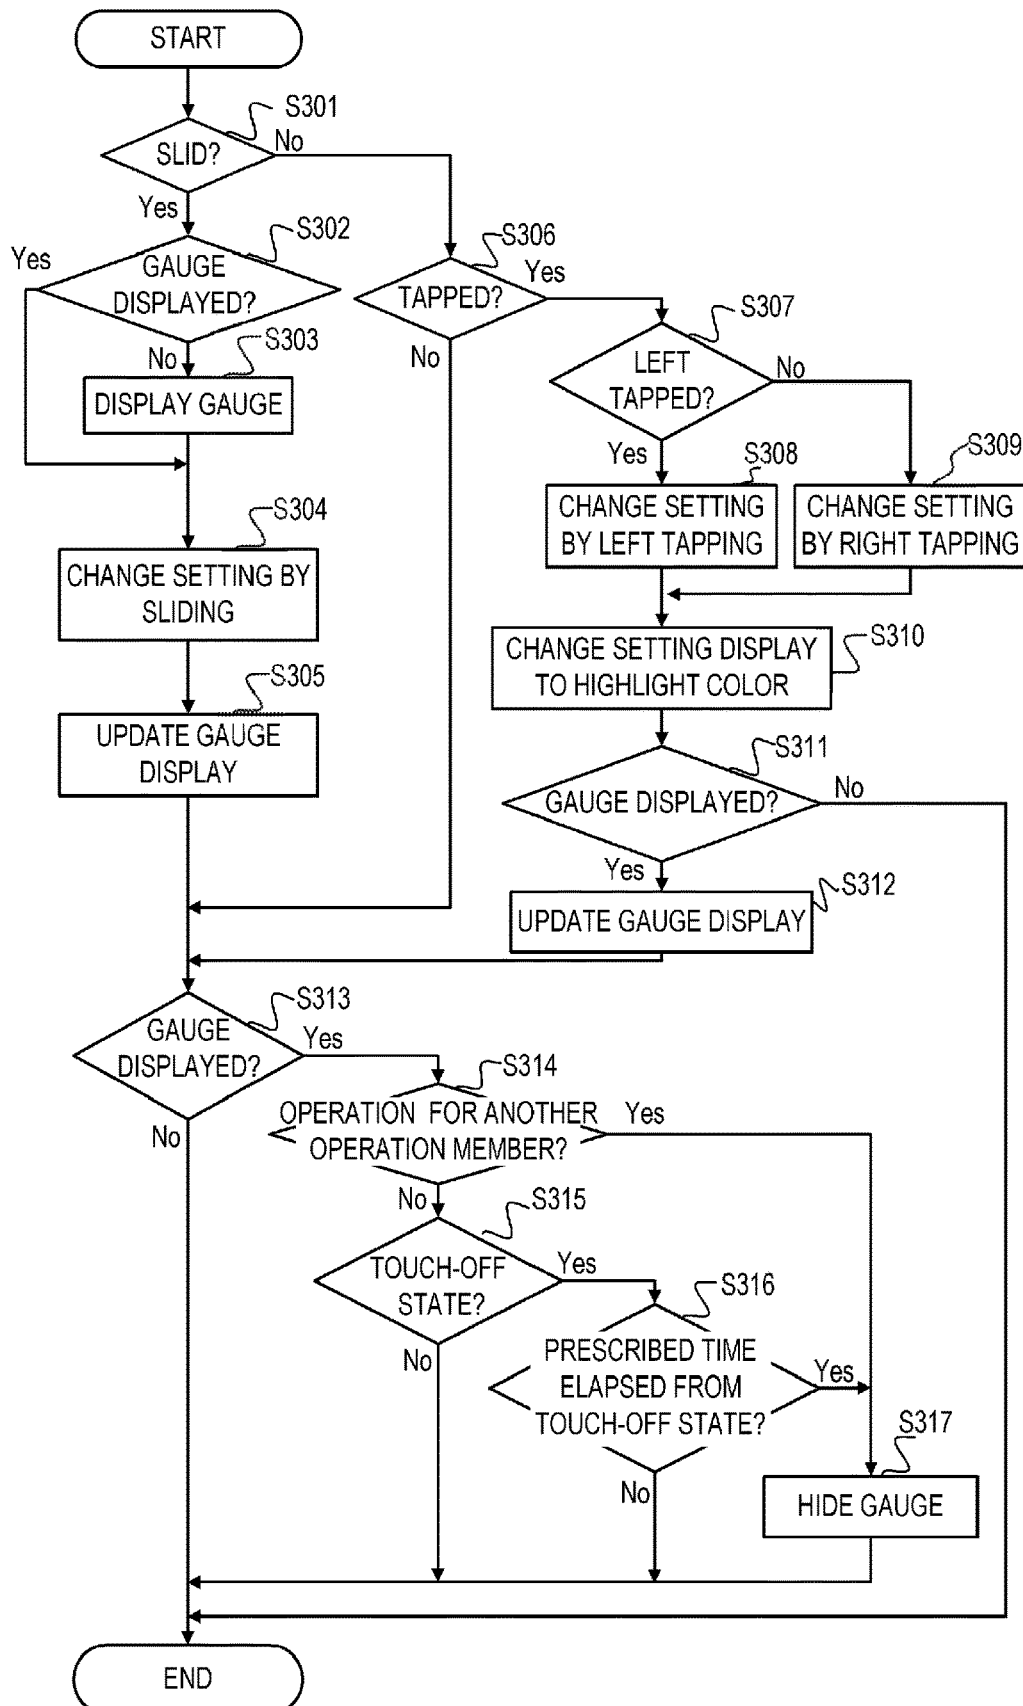 START
S301
SLID?
No
Yes
S302
Yes
GAUGE
DISPLAYED?
S306
Yes
TAPPED?
No
S303
No
DISPLAY GAUGE
S307
LEFT
TAPPED?
No
Yes
S308
S309
CHANGE SETTING
BY LEFT TAPPING
CHANGE SETTING
BY RIGHT TAPPING
S304
CHANGE SETTING BY
SLIDING
S310
CHANGE SETTING DISPLAY
TO HIGHLIGHT COLOR
S305
UPDATE GAUGE
DISPLAY
S311
GAUGE DISPLAYED?
No
Yes
S312
UPDATE GAUGE DISPLAY
S313
GAUGE
DISPLAYED?
Yes
No
S314
OPERATION FOR ANOTHER
OPERATION MEMBER?
Yes
No
S315
TOUCH-OFF
STATE?
Yes
No
S316
PRESCRIBED TIME
ELAPSED FROM
TOUCH-OFF STATE?
Yes
No
S317
HIDE GAUGE
END